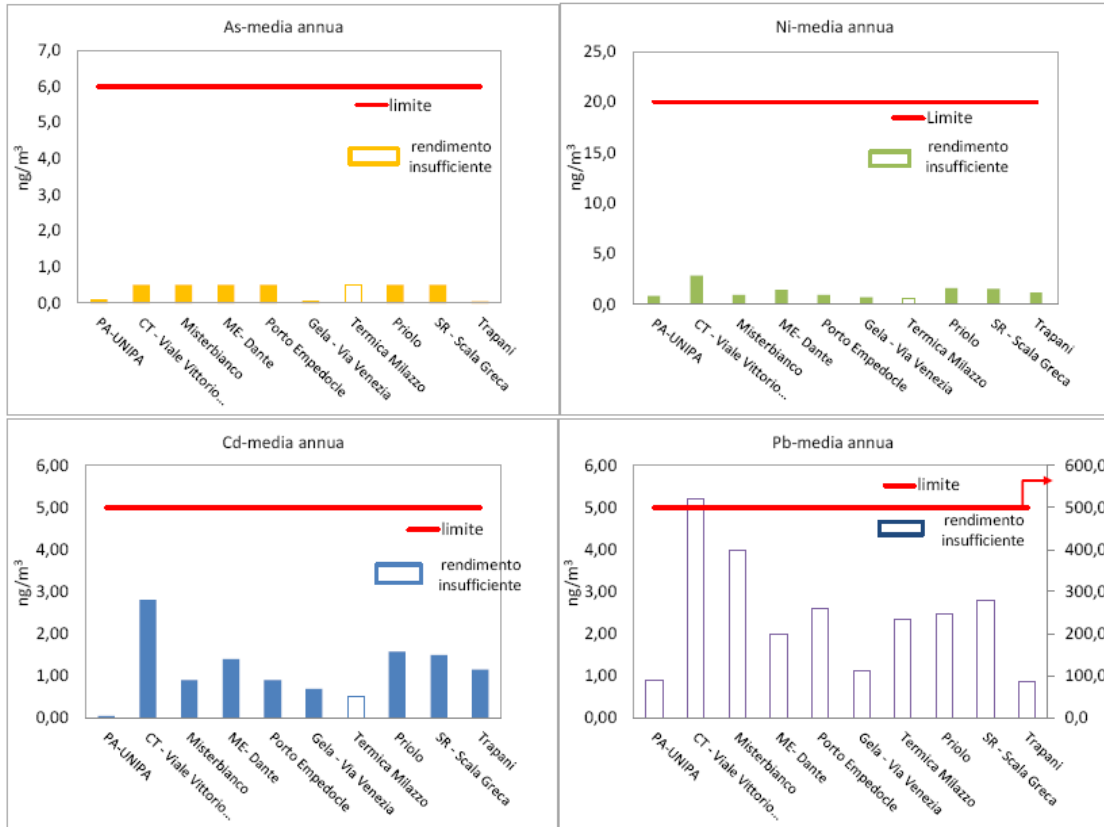 As-media annua
7,0
6,0
5,0
4,0
3,0
2,0
1,0
0,0
ng/m³
limite
rendimento
insufficiente
PA-UNIPA
CT - Viale Vittorio…
Misterbianco
ME- Dante
Porto Empedocle
Gela - Via Venezia
Termica Milazzo
Priolo
SR - Scala Greca
Trapani
Ni-media annua
25,0
20,0
15,0
10,0
5,0
0,0
ng/m³
Limite
rendimento
insufficiente
PA-UNIPA
CT - Viale Vittorio…
Misterbianco
ME- Dante
Porto Empedocle
Gela - Via Venezia
Termica Milazzo
Priolo
SR - Scala Greca
Trapani
Cd-media annua
6,00
5,00
4,00
3,00
2,00
1,00
0,00
ng/m³
limite
rendimento
insufficiente
PA-UNIPA
CT - Viale Vittorio…
Misterbianco
ME- Dante
Porto Empedocle
Gela - Via Venezia
Termica Milazzo
Priolo
SR - Scala Greca
Trapani
Pb-media annua
6,00
5,00
4,00
3,00
2,00
1,00
0,00
ng/m³
limite
rendimento
insufficiente
600,0
500,0
400,0
300,0
200,0
100,0
0,0
PA-UNIPA
CT - Viale Vittorio…
Misterbianco
ME- Dante
Porto Empedocle
Gela - Via Venezia
Termica Milazzo
Priolo
SR - Scala Greca
Trapani